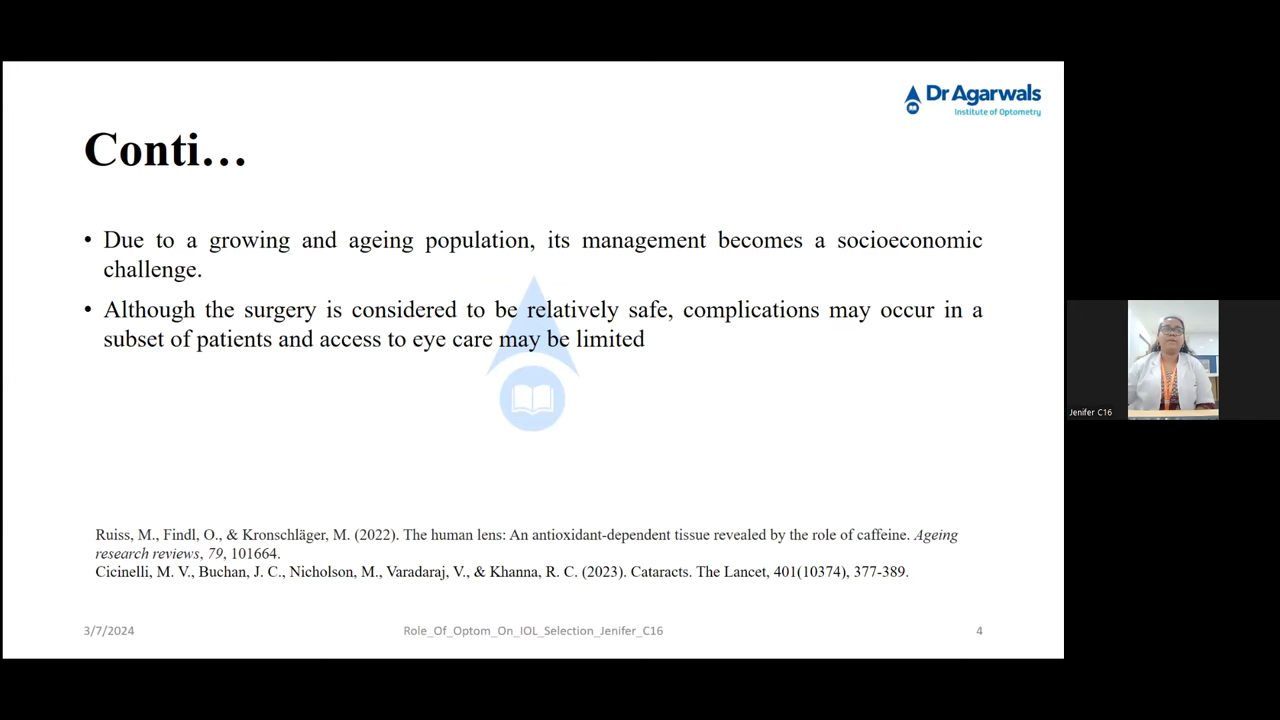 Dr Agarwals
Institute of Optometry
Conti…
• Due to a growing and ageing population, its management becomes a socioeconomic
challenge.
• Although the surgery is considered to be relatively safe, complications may occur in a
subset of patients and access to eye care may be limited
Jenifer C16
Ruiss, M., Findl, O., & Kronschläger, M. (2022). The human lens: An antioxidant-dependent tissue revealed by the role of caffeine. Ageing
research reviews, 79, 101664.
Cicinelli, M. V., Buchan, J. C., Nicholson, M., Varadaraj, V., & Khanna, R. C. (2023). Cataracts. The Lancet, 401(10374), 377-389.
3/7/2024
Role_Of_Optom_On_IOL_Selection_Jenifer_C16
4